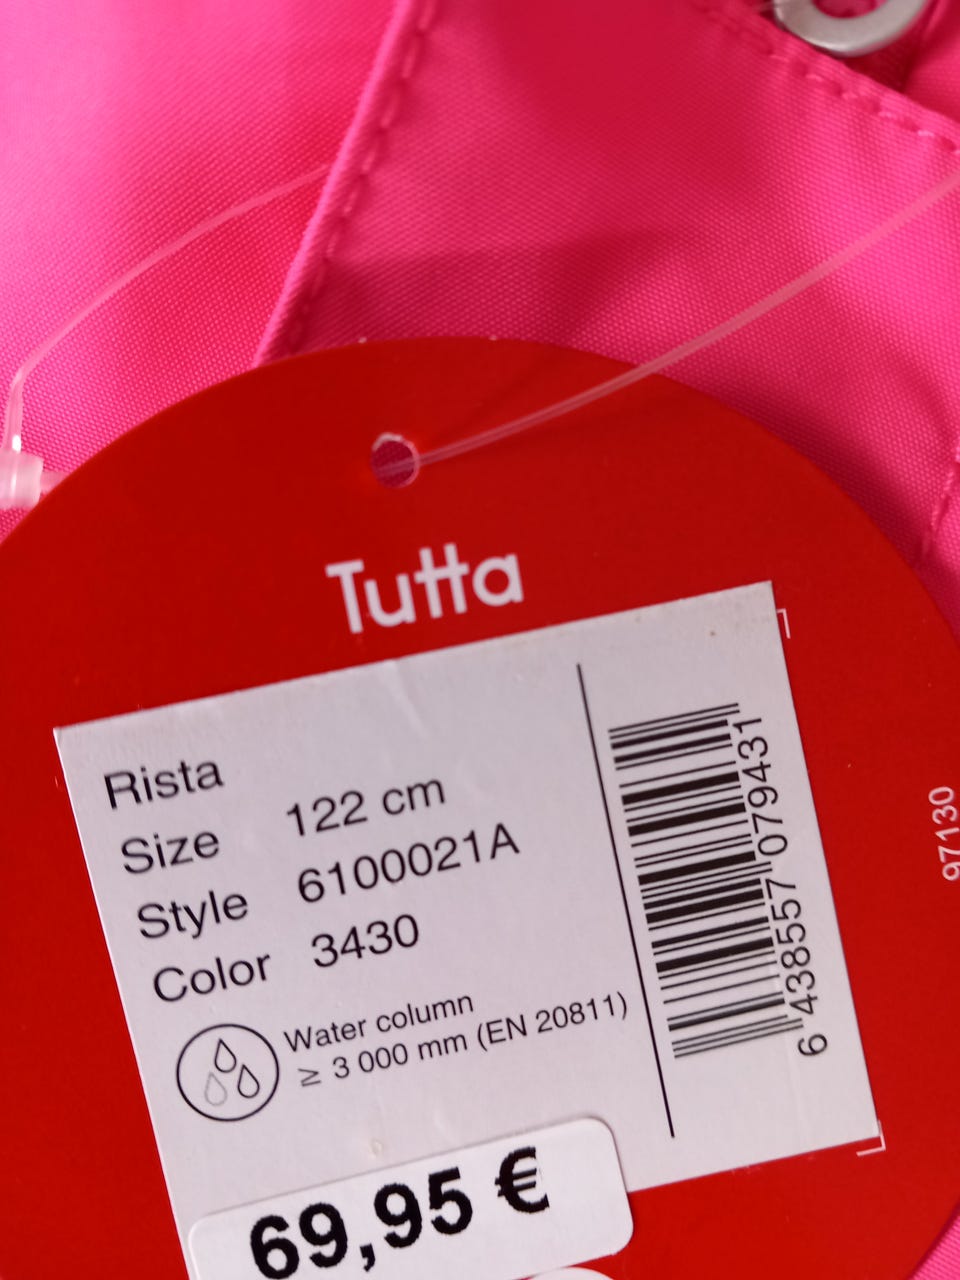 Tutta
Rista
Size 122 cm
Style 6100021A
Color 3430
Water column
≥ 3 000 mm (EN 20811)
6 438557 079431
97130
69,95 €